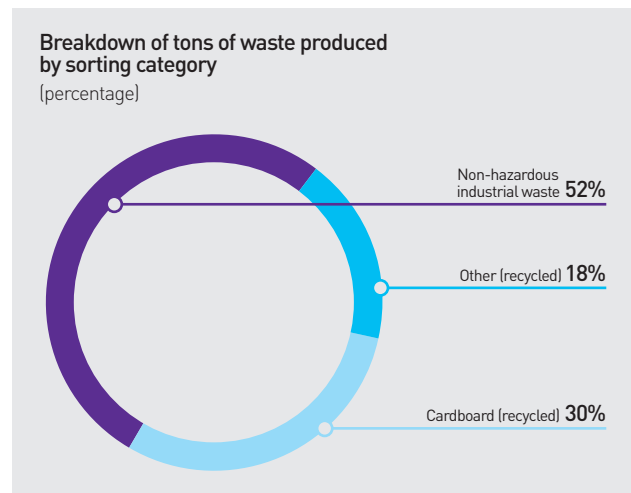 Breakdown of tons of waste produced
by sorting category
(percentage)
Non-hazardous
industrial waste 52%
Other (recycled) 18%
Cardboard (recycled) 30%